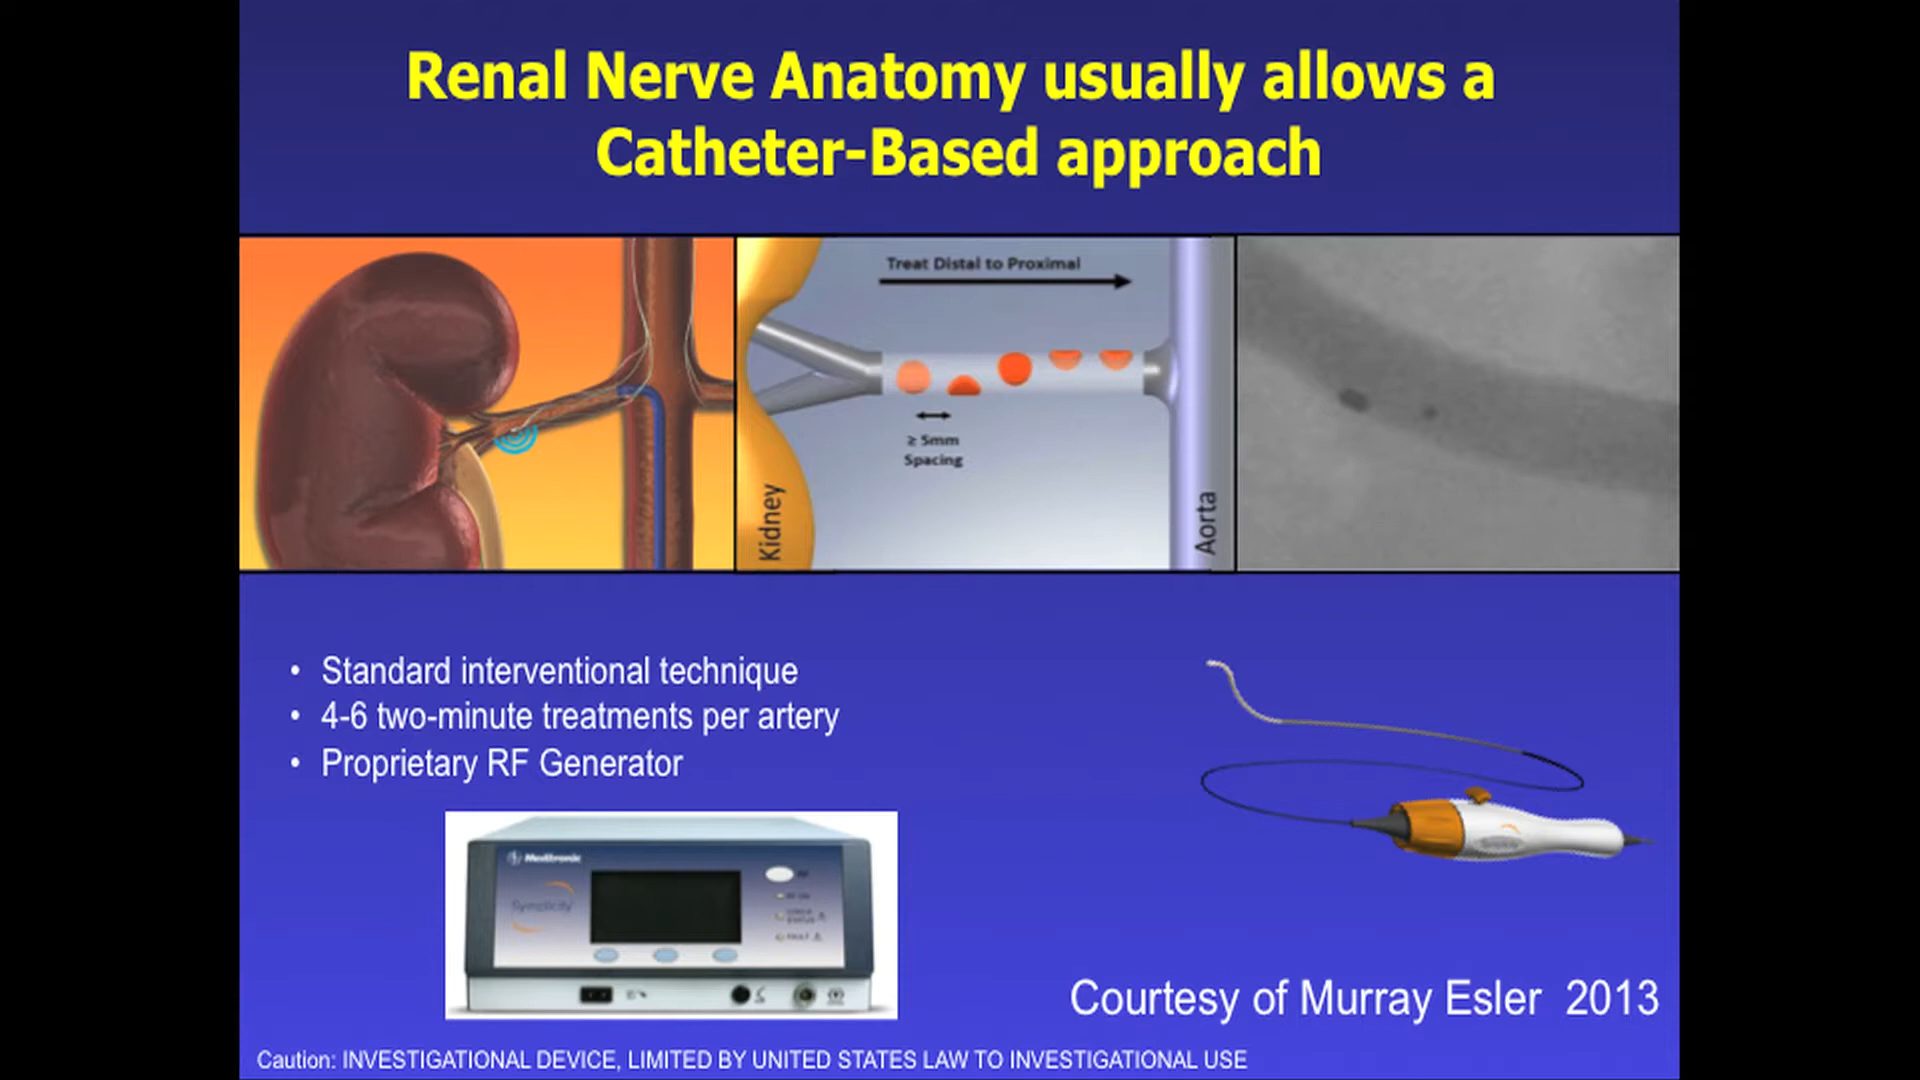 Renal Nerve Anatomy usually allows a
Catheter-Based approach
Treat Distal to Proximal
≥ 5mm
Spacing
Kidney
Aorta
• Standard interventional technique
• 4-6 two-minute treatments per artery
• Proprietary RF Generator
Medtronic
Symplicity
Courtesy of Murray Esler 2013
Caution: INVESTIGATIONAL DEVICE, LIMITED BY UNITED STATES LAW TO INVESTIGATIONAL USE